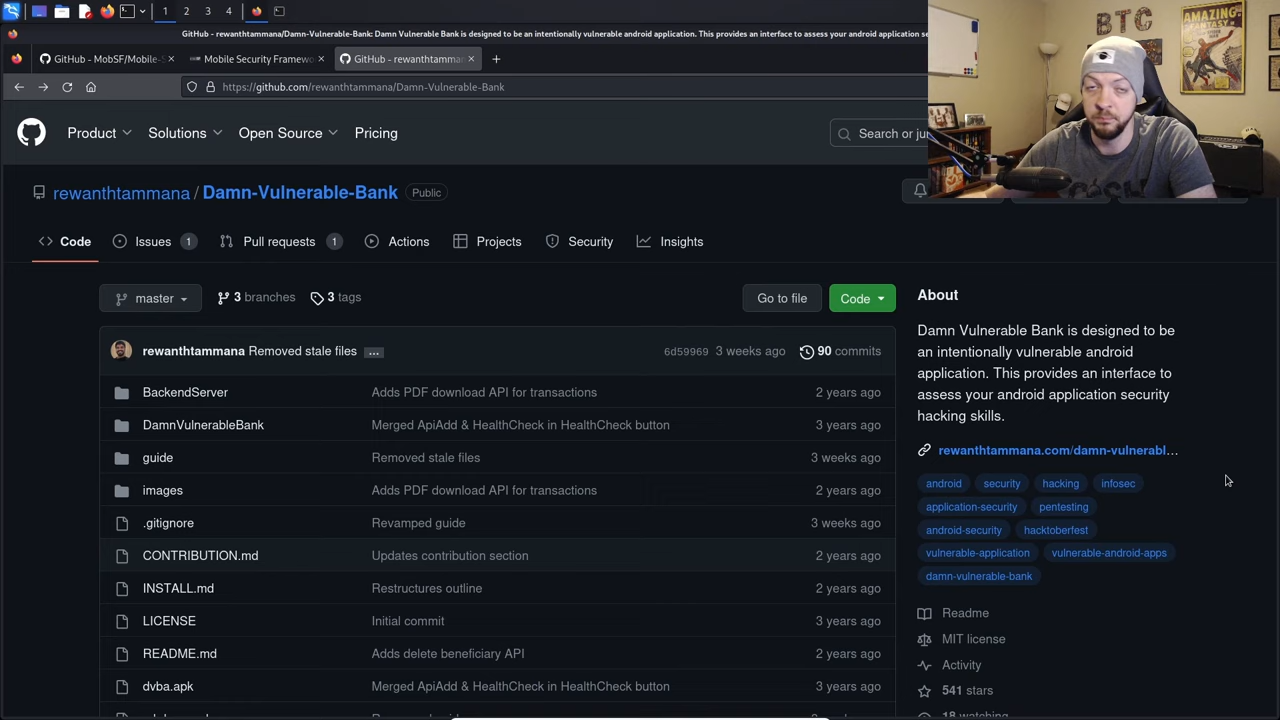 1 2 3 4
GitHub - rewanthtammana/Damn-Vulnerable-Bank: Damn Vulnerable Bank is designed to be an intentionally vulnerable android application. This provides an interface to assess your android application se
GitHub - MobSF/Mobile-S
Mobile Security Framewo
GitHub - rewanthtamman
https://github.com/rewanthtammana/Damn-Vulnerable-Bank
BTC
AMAZING
FANTASY
Product Solutions Open Source Pricing
Search or ju
rewanthtammana / Damn-Vulnerable-Bank Public
Code Issues 1 Pull requests 1 Actions Projects Security Insights
master 3 branches 3 tags Go to file Code
rewanthtammana Removed stale files ... 6d59969 3 weeks ago 90 commits
BackendServer Adds PDF download API for transactions 2 years ago
DamnVulnerableBank Merged ApiAdd & HealthCheck in HealthCheck button 3 years ago
guide Removed stale files 3 weeks ago
images Adds PDF download API for transactions 2 years ago
.gitignore Revamped guide 3 weeks ago
CONTRIBUTION.md Updates contribution section 2 years ago
INSTALL.md Restructures outline 2 years ago
LICENSE Initial commit 3 years ago
README.md Adds delete beneficiary API 2 years ago
dvba.apk Merged ApiAdd & HealthCheck in HealthCheck button 3 years ago
About
Damn Vulnerable Bank is designed to be
an intentionally vulnerable android
application. This provides an interface to
assess your android application security
hacking skills.
rewanthtammana.com/damn-vulnerabl...
android security hacking infosec
application-security pentesting
android-security hacktoberfest
vulnerable-application vulnerable-android-apps
damn-vulnerable-bank
Readme
MIT license
Activity
541 stars
18 watching